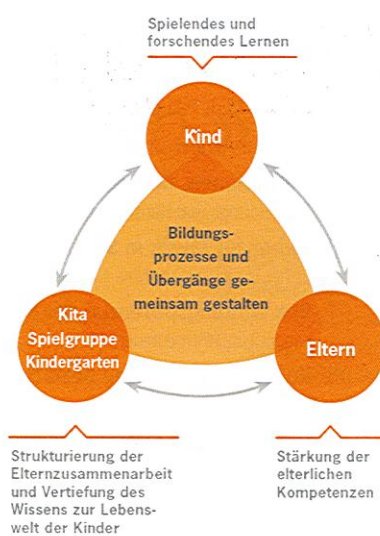 Spielendes und
forschendes Lernen
Kind
Bildungs-
prozesse und
Übergänge ge-
meinsam gestalten
Kita
Spielgruppe
Kindergarten
Eltern
Strukturierung der
Elternzusammenarbeit
und Vertiefung des
Wissens zur Lebens-
welt der Kinder
Stärkung der
elterlichen
Kompetenzen